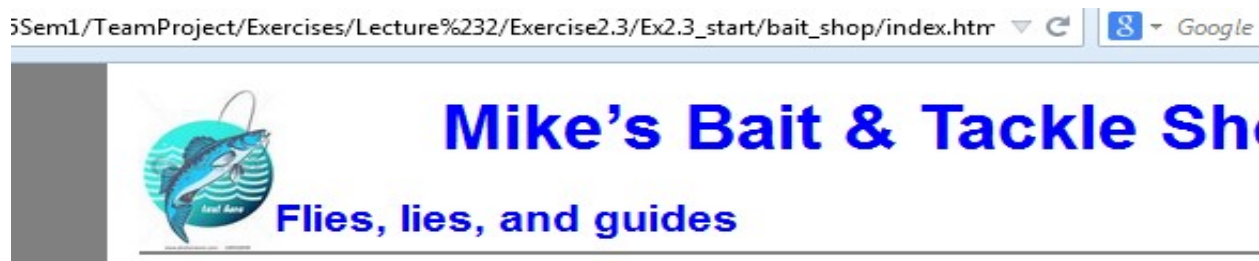 5Sem1/TeamProject/Exercises/Lecture%232/Exercise2.3/Ex2.3_start/bait_shop/index.htm
8 Google
Mike’s Bait & Tackle Sh
Flies, lies, and guides